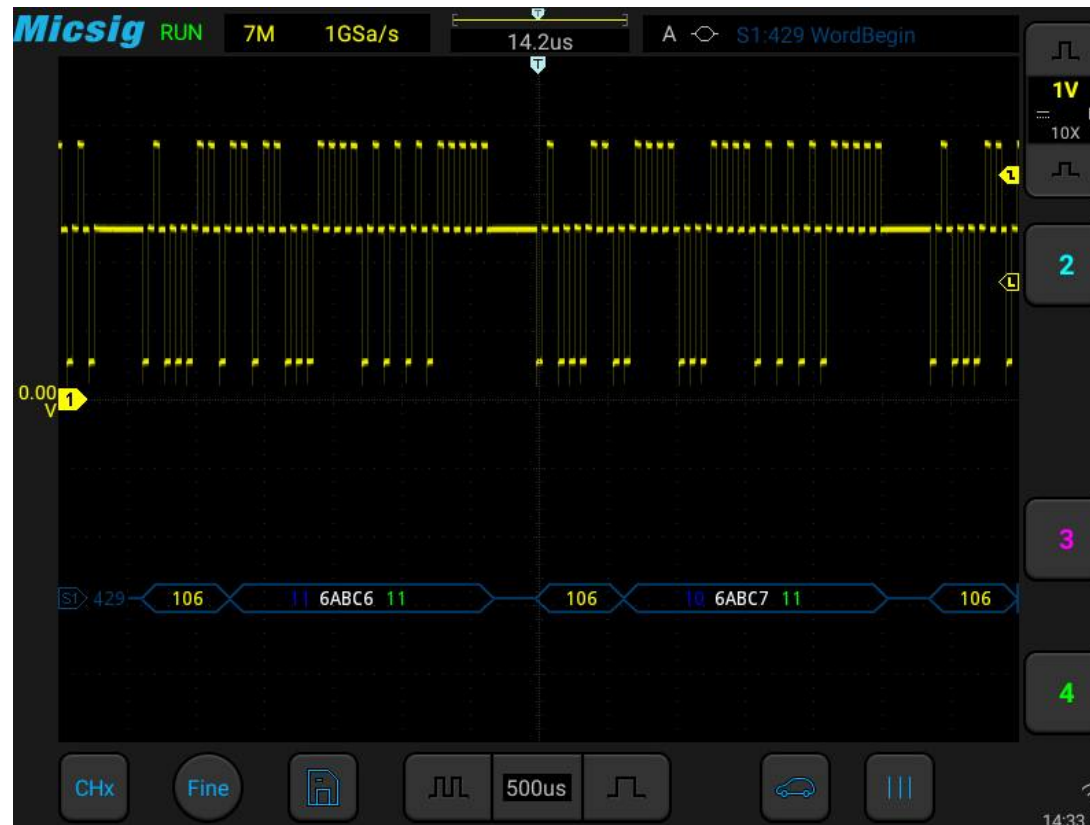 Micsig RUN 7M 1GSa/s 14.2us A S1:429 WordBegin
T
T
1V
10X
1
2
L
0.00 V 1
3
S1 429 106 11 6ABC6 11 106 10 6ABC7 11 106
4
CHx Fine 500us
14:33